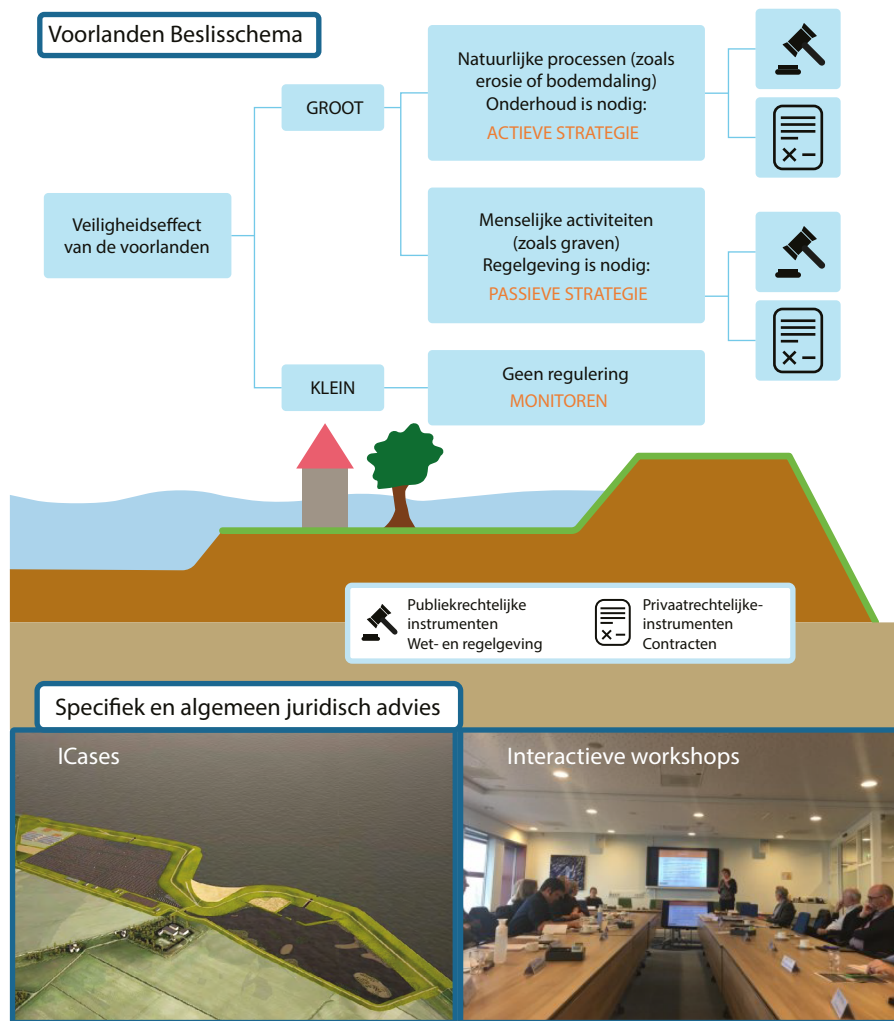 Voorlanden Beslisschema
Natuurlijke processen (zoals
erosie of bodemdaling)
Onderhoud is nodig:
ACTIEVE STRATEGIE
GROOT
Veiligheidseffect
van de voorlanden
Menselijke activiteiten
(zoals graven)
Regelgeving is nodig:
PASSIEVE STRATEGIE
KLEIN
Geen regulering
MONITOREN
Publiekrechtelijke
instrumenten
Wet- en regelgeving
Privaatrechtelijke-
instrumenten
Contracten
Specifiek en algemeen juridisch advies
ICases
Interactieve workshops